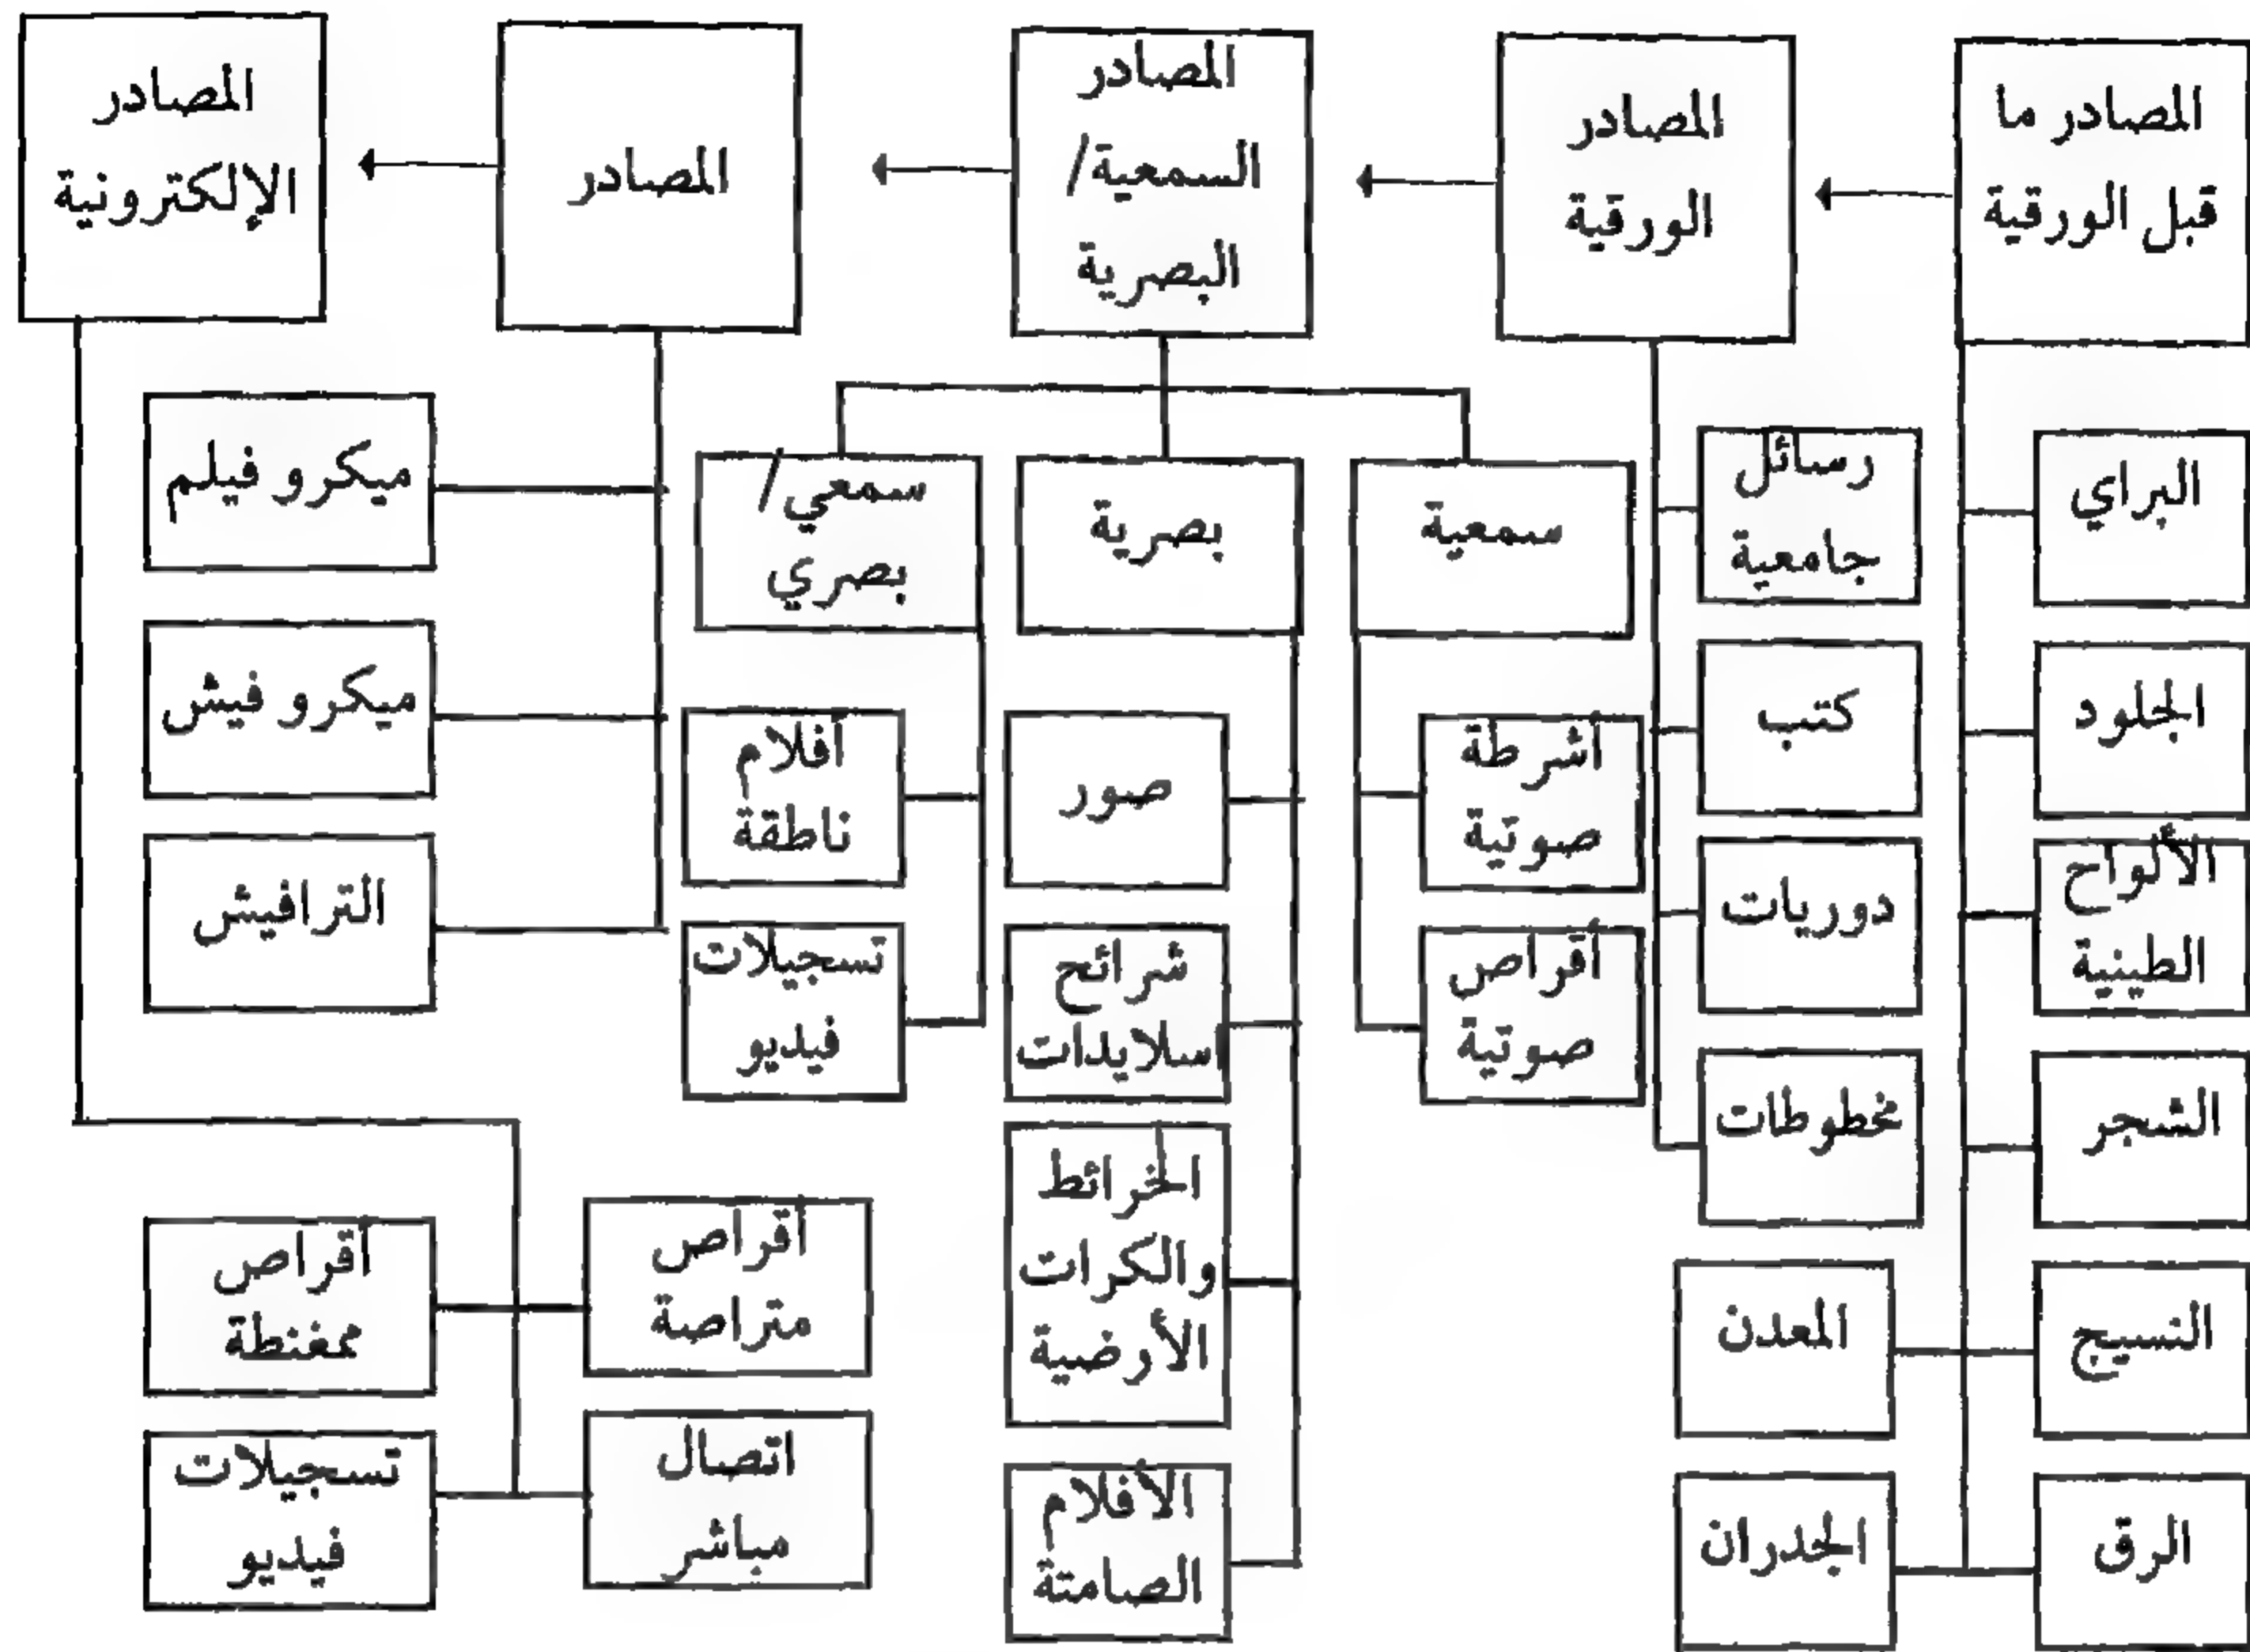 المصادر ما
قبل الورقية
المصادر
الورقية
المصادر
السمعية/
البصرية
المصادر
المصادر
الإلكترونية
البراي
الجلود
الألواح
الطينية
الشجر
النسيج
المعدن
الرق
الجدران
رسائل
جامعية
كتب
دوريات
مخطوطات
سمعية
أشرطة
صوتية
أقراص
صوتية
بصرية
صور
شرائح
اسلايدات
الخرائط
والكرات
الأرضية
الأفلام
الصامتة
سمعي/
بصري
أفلام
ناطقة
تسجيلات
فيديو
ميكرو فيلم
ميكرو فيش
الترافيش
أقراص
متراصة
أقراص
ممغنطة
اتصال
مباشر
تسجيلات
فيديو